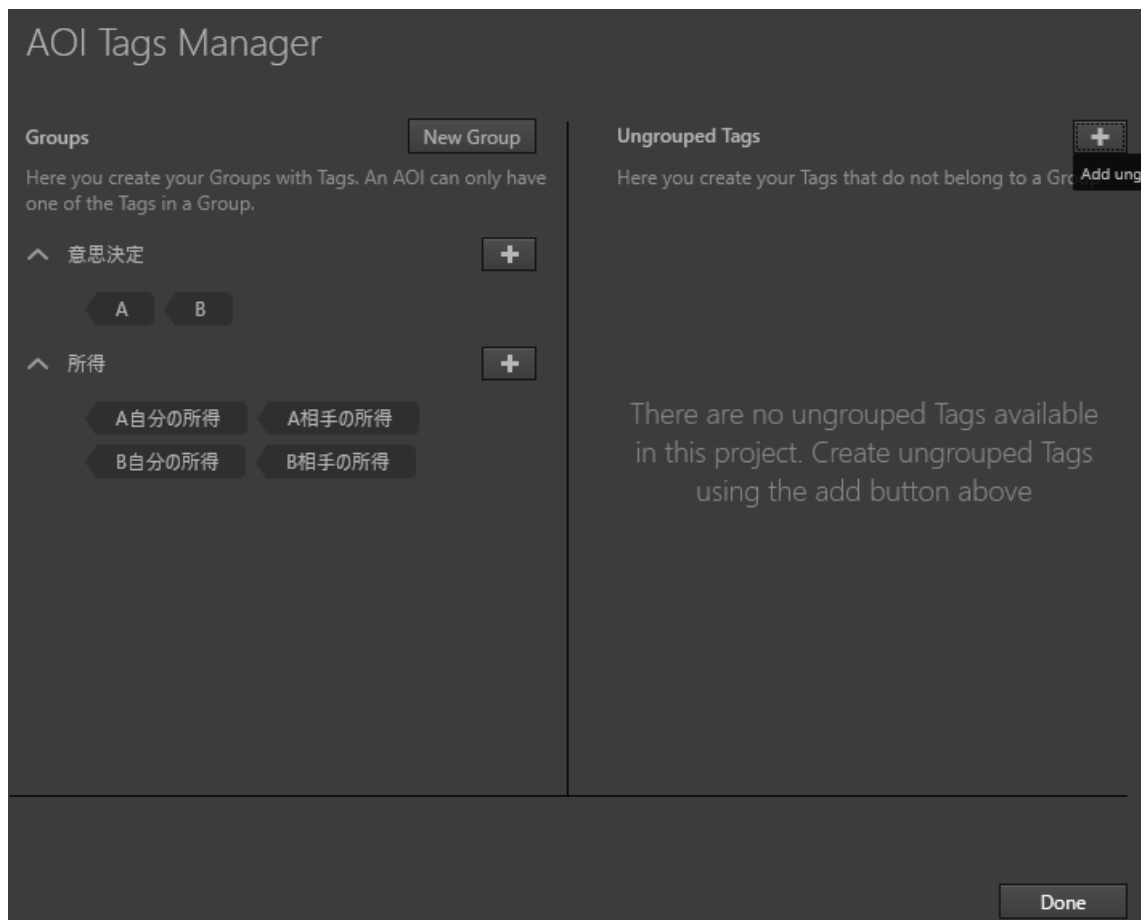 AOI Tags Manager
Groups
New Group
Here you create your Groups with Tags. An AOI can only have
one of the Tags in a Group.
意思決定
A
B
所得
A自分の所得
A相手の所得
B自分の所得
B相手の所得
Ungrouped Tags
Here you create your Tags that do not belong to a
Add
There are no ungrouped Tags available
in this project. Create ungrouped Tags
using the add button above
Done